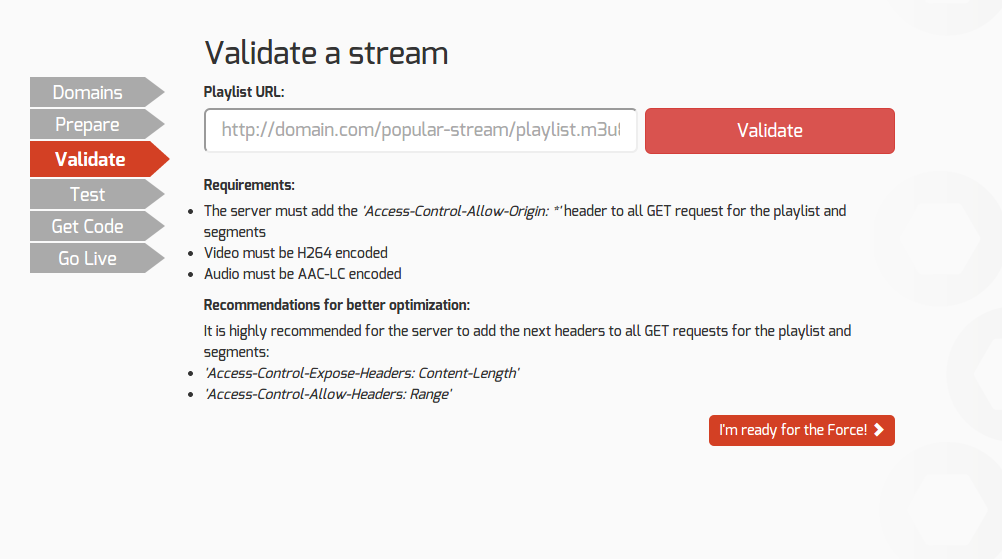 Validate a stream
Domains
Prepare
Validate
Test
Get Code
Go Live
Playlist URL:
http://domain.com/popular-stream/playlist.m3u
Validate
Requirements:
The server must add the 'Access-Control-Allow-Origin: *' header to all GET request for the playlist and
segments
Video must be H264 encoded
Audio must be AAC-LC encoded
Recommendations for better optimization:
It is highly recommended for the server to add the next headers to all GET requests for the playlist and
segments:
'Access-Control-Expose-Headers: Content-Length'
'Access-Control-Allow-Headers: Range'
I'm ready for the Force!